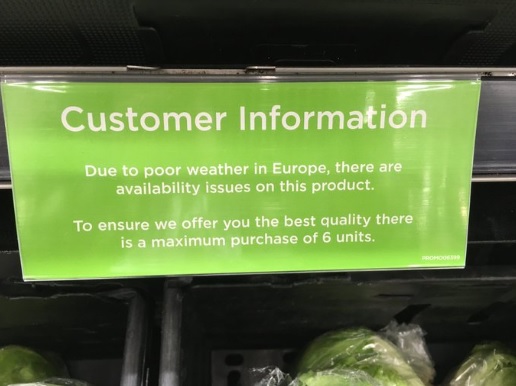 Customer Information
Due to poor weather in Europe, there are
availability issues on this product.
To ensure we offer you the best quality there
is a maximum purchase of 6 units.